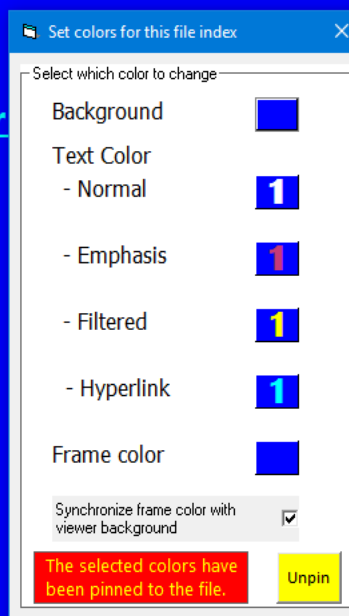 Set colors for this file index
Select which color to change
Background
Text Color
- Normal 1
- Emphasis 1
- Filtered 1
- Hyperlink 1
Frame color
Synchronize frame color with
viewer background
The selected colors have
been pinned to the file.
Unpin